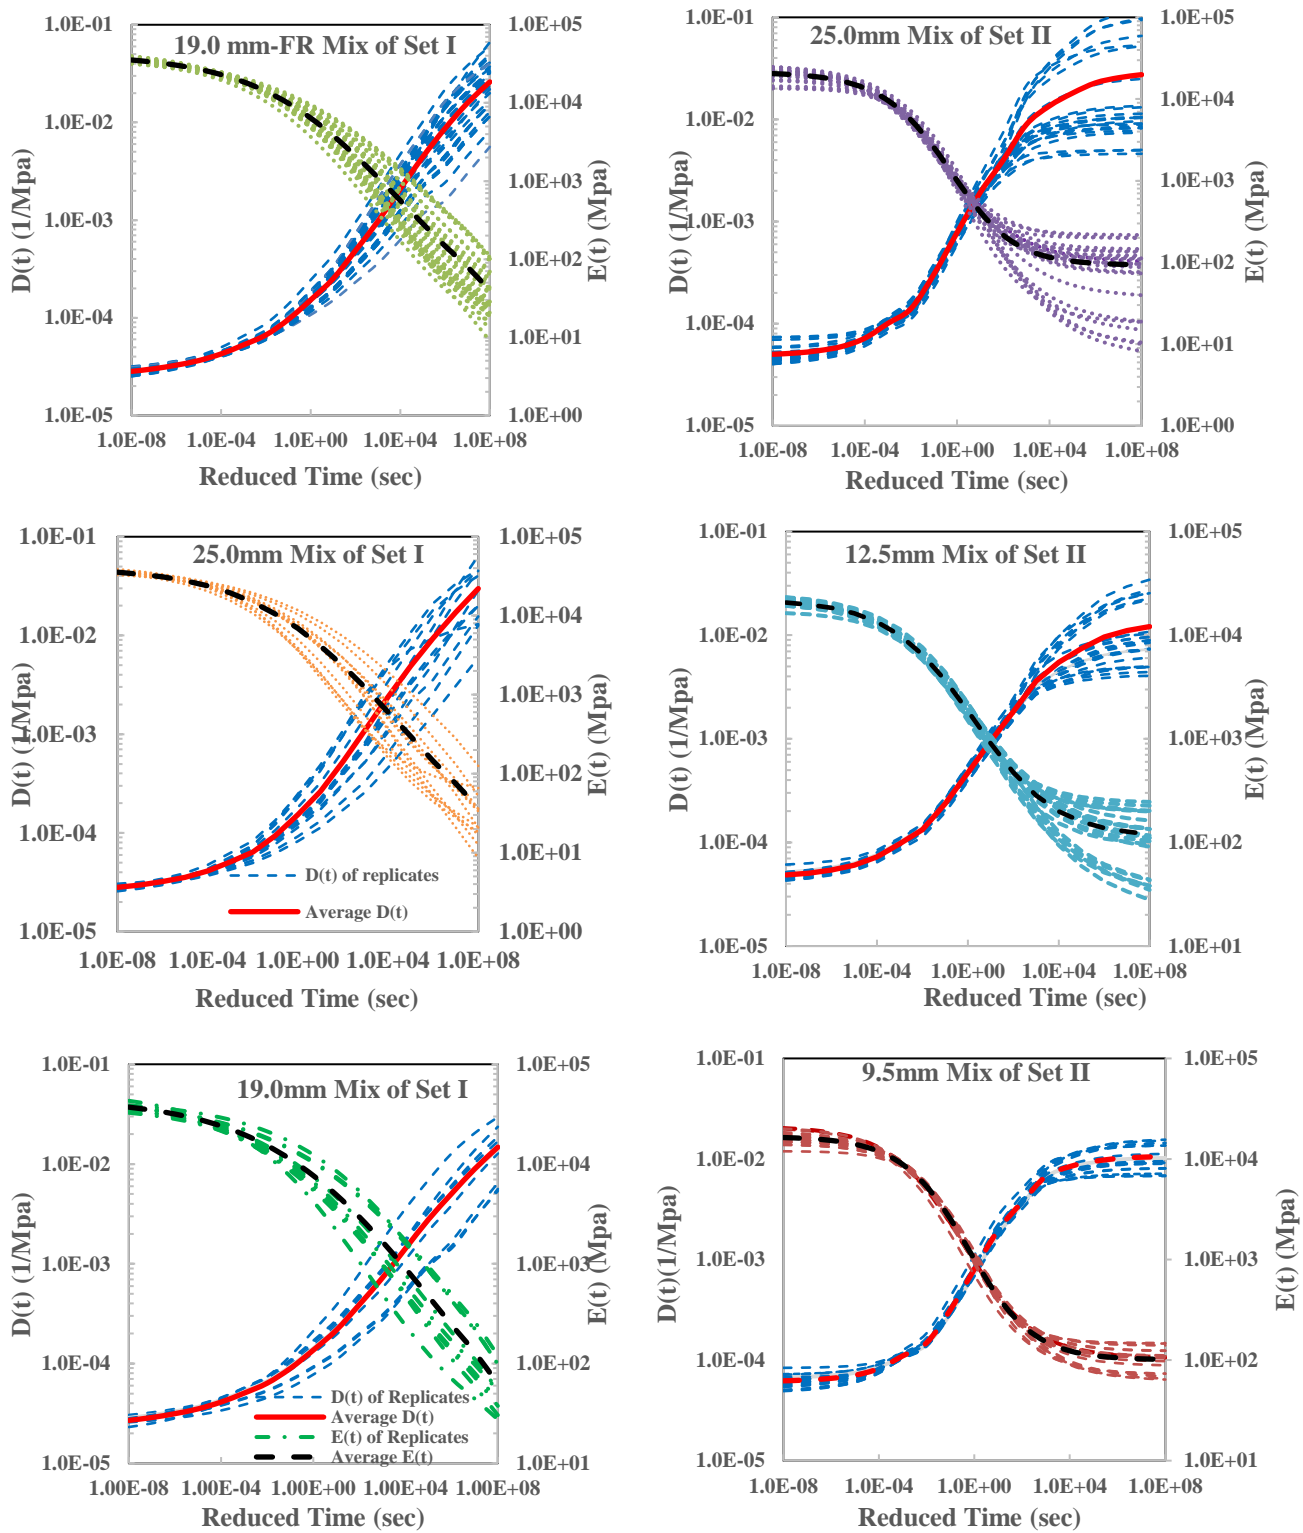 19.0 mm-FR Mix of Set I
1.0E-01
1.0E-02
1.0E-03
1.0E-04
1.0E-05
D(t) (1/Mpa)
1.0E+05
1.0E+04
1.0E+03
1.0E+02
1.0E+01
1.0E+00
E(t) (Mpa)
1.0E-08 1.0E-04 1.0E+00 1.0E+04 1.0E+08
Reduced Time (sec)
25.0mm Mix of Set II
1.0E-01
1.0E-02
1.0E-03
1.0E-04
1.0E-05
D(t) (1/Mpa)
1.0E+05
1.0E+04
1.0E+03
1.0E+02
1.0E+01
1.0E+00
E(t) (Mpa)
1.0E-08 1.0E-04 1.0E+00 1.0E+04 1.0E+08
Reduced Time (sec)
25.0mm Mix of Set I
1.0E-01
1.0E-02
1.0E-03
1.0E-04
1.0E-05
D(t) (1/Mpa)
1.0E+05
1.0E+04
1.0E+03
1.0E+02
1.0E+01
1.0E+00
E(t) (Mpa)
D(t) of replicates
Average D(t)
1.0E-08 1.0E-04 1.0E+00 1.0E+04 1.0E+08
Reduced Time (sec)
12.5mm Mix of Set II
1.0E-01
1.0E-02
1.0E-03
1.0E-04
1.0E-05
D(t) (1/Mpa)
1.0E+05
1.0E+04
1.0E+03
1.0E+02
1.0E+01
E(t) (Mpa)
1.0E-08 1.0E-04 1.0E+00 1.0E+04 1.0E+08
Reduced Time (sec)
19.0mm Mix of Set I
1.0E-01
1.0E-02
1.0E-03
1.0E-04
1.0E-05
D(t) (1/Mpa)
1.0E+05
1.0E+04
1.0E+03
1.0E+02
1.0E+01
E(t) (Mpa)
D(t) of Replicates
Average D(t)
E(t) of Replicates
Average E(t)
1.00E-08 1.00E-04 1.00E+00 1.00E+04 1.00E+08
Reduced Time (sec)
9.5mm Mix of Set II
1.0E-01
1.0E-02
1.0E-03
1.0E-04
1.0E-05
D(t)(1/Mpa)
1.0E+05
1.0E+04
1.0E+03
1.0E+02
1.0E+01
E(t) (Mpa)
1.0E-08 1.0E-04 1.0E+00 1.0E+04 1.0E+08
Reduced Time (sec)